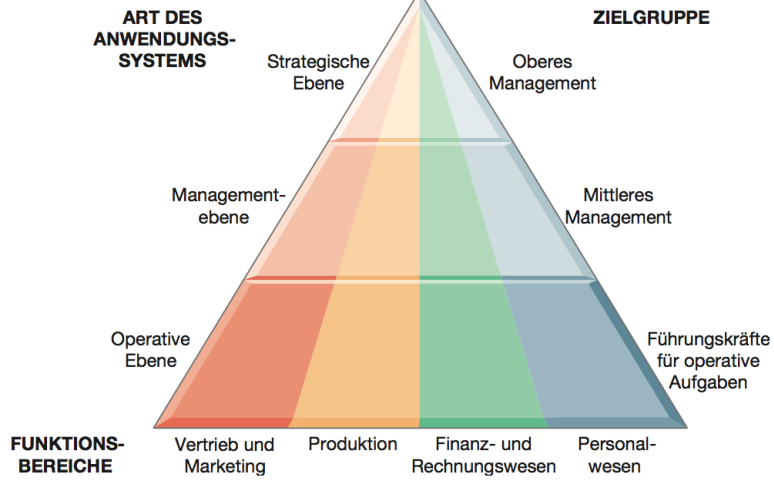 ART DES
ANWENDUNGS-
SYSTEMS
ZIELGRUPPE
Strategische
Ebene
Oberes
Management
Management-
ebene
Mittleres
Management
Operative
Ebene
Führungskräfte
für operative
Aufgaben
FUNKTIONS-
BEREICHE
Vertrieb und
Marketing
Produktion
Finanz- und
Rechnungswesen
Personal-
wesen